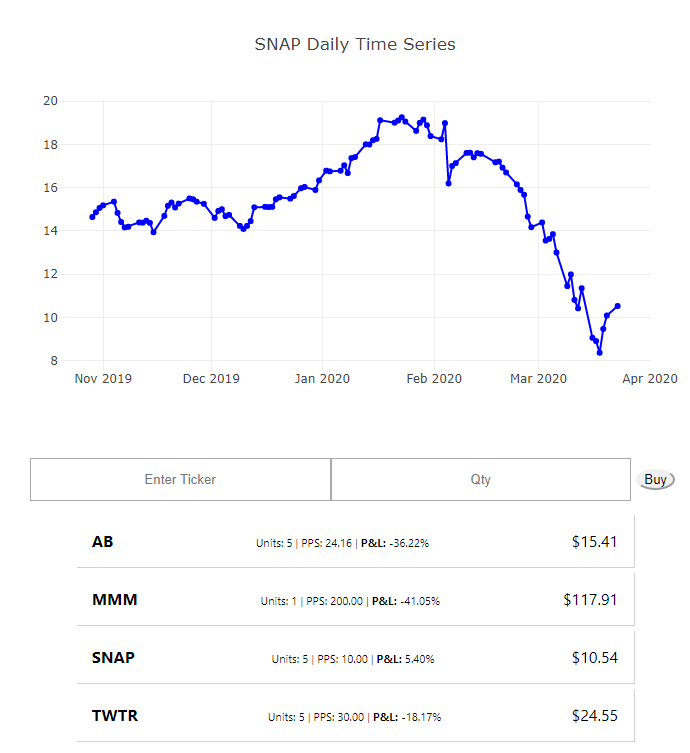 SNAP Daily Time Series
20
18
16
14
12
10
8
Nov 2019 Dec 2019 Jan 2020 Feb 2020 Mar 2020 Apr 2020
Enter Ticker Qty Buy
AB Units: 5 | PPS: 24.16 | P&L: -36.22% $15.41
MMM Units: 1 | PPS: 200.00 | P&L: -41.05% $117.91
SNAP Units: 5 | PPS: 10.00 | P&L: 5.40% $10.54
TWTR Units: 5 | PPS: 30.00 | P&L: -18.17% $24.55